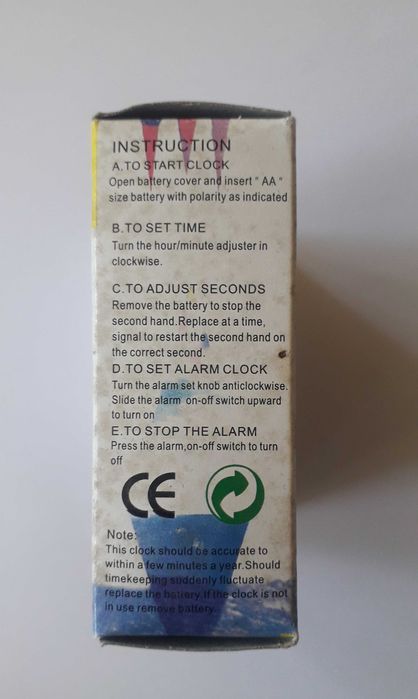 INSTRUCTION
A.TO START CLOCK
Open battery cover and insert " AA "
size battery with polarity as indicated
B.TO SET TIME
Turn the hour/minute adjuster in
clockwise.
C.TO ADJUST SECONDS
Remove the battery to stop the
second hand.Replace at a time,
signal to restart the second hand on
the correct second.
D.TO SET ALARM CLOCK
Turn the alarm set knob anticlockwise.
Slide the alarm on-off switch upward
to turn on
E.TO STOP THE ALARM
Press the alarm,on-off switch to turn
off
CE
Note:
This clock should be accurate to
within a few minutes a year.Should
timekeeping suddenly fluctuate
replace the battery.If the clock is not
in use remove battery.